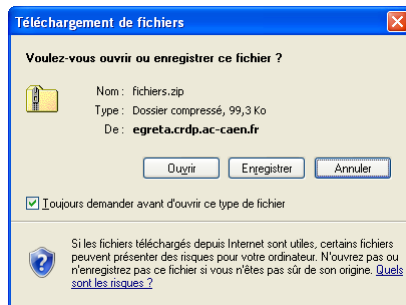 Téléchargement de fichiers
Voulez-vous ouvrir ou enregistrer ce fichier ?
Nom : fichiers.zip
Type : Dossier compressé, 99,3 Ko
De : egreta.crdp.ac-caen.fr
Ouvrir Enregistrer Annuler
Toujours demander avant d'ouvrir ce type de fichier
Si les fichiers téléchargés depuis Internet sont utiles, certains fichiers
peuvent présenter des risques pour votre ordinateur. N'ouvrez pas ou
n'enregistrez pas ce fichier si vous n'êtes pas sûr de son origine. Quels
sont les risques ?